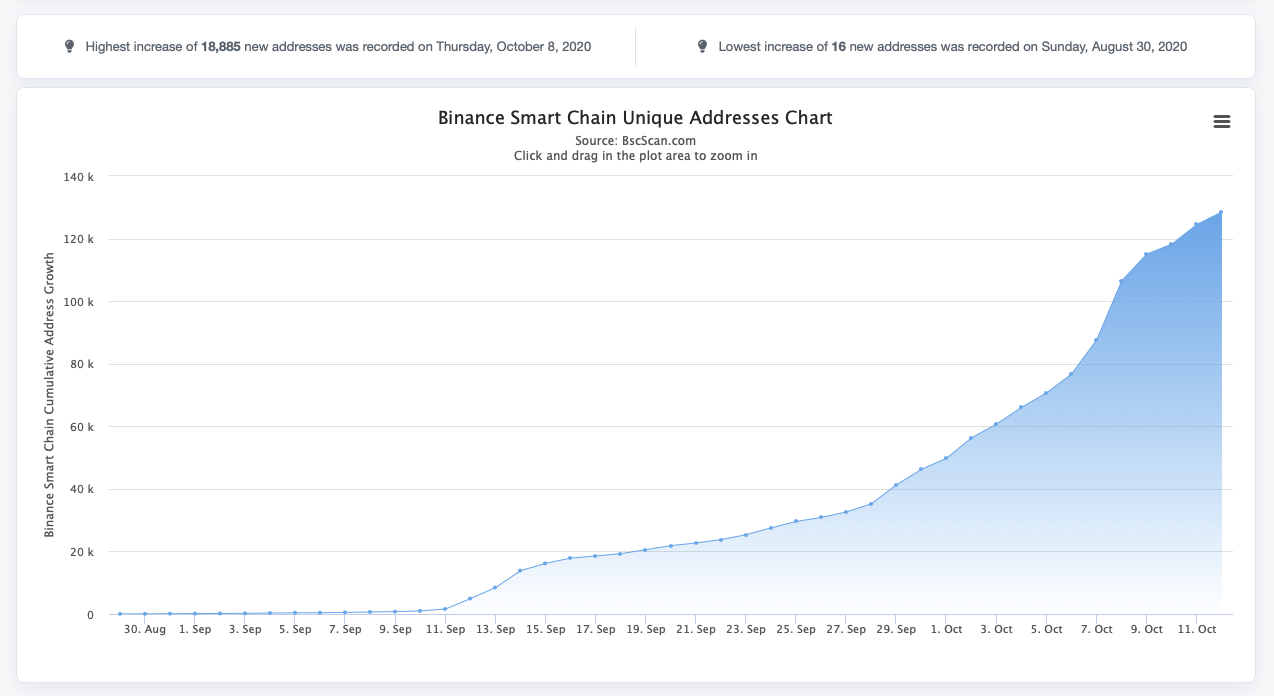 Highest increase of 18,885 new addresses was recorded on Thursday, October 8, 2020
Lowest increase of 16 new addresses was recorded on Sunday, August 30, 2020
Binance Smart Chain Unique Addresses Chart
Source: BscScan.com
Click and drag in the plot area to zoom in
Binance Smart Chain Cumulative Address Growth
140 k
120 k
100 k
80 k
60 k
40 k
20 k
0
30. Aug 1. Sep 3. Sep 5. Sep 7. Sep 9. Sep 11. Sep 13. Sep 15. Sep 17. Sep 19. Sep 21. Sep 23. Sep 25. Sep 27. Sep 29. Sep 1. Oct 3. Oct 5. Oct 7. Oct 9. Oct 11. Oct